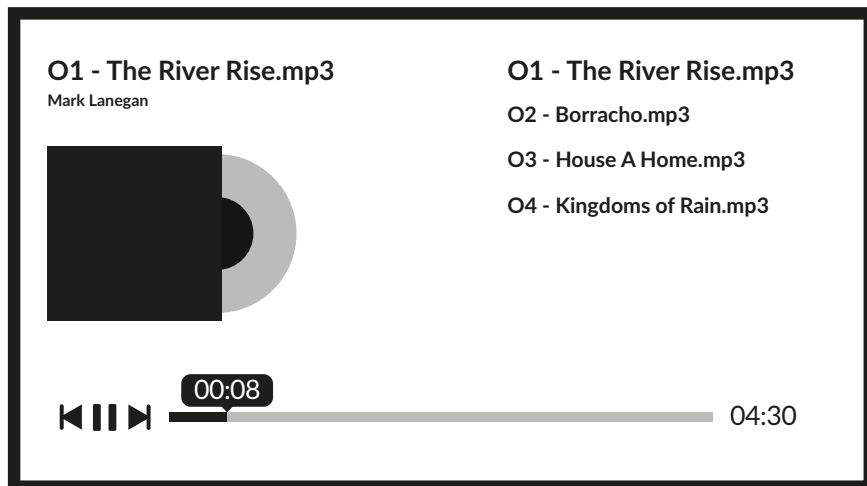 O1 - The River Rise.mp3
Mark Lanegan
O1 - The River Rise.mp3
O2 - Borracho.mp3
O3 - House A Home.mp3
O4 - Kingdoms of Rain.mp3
00:08
04:30